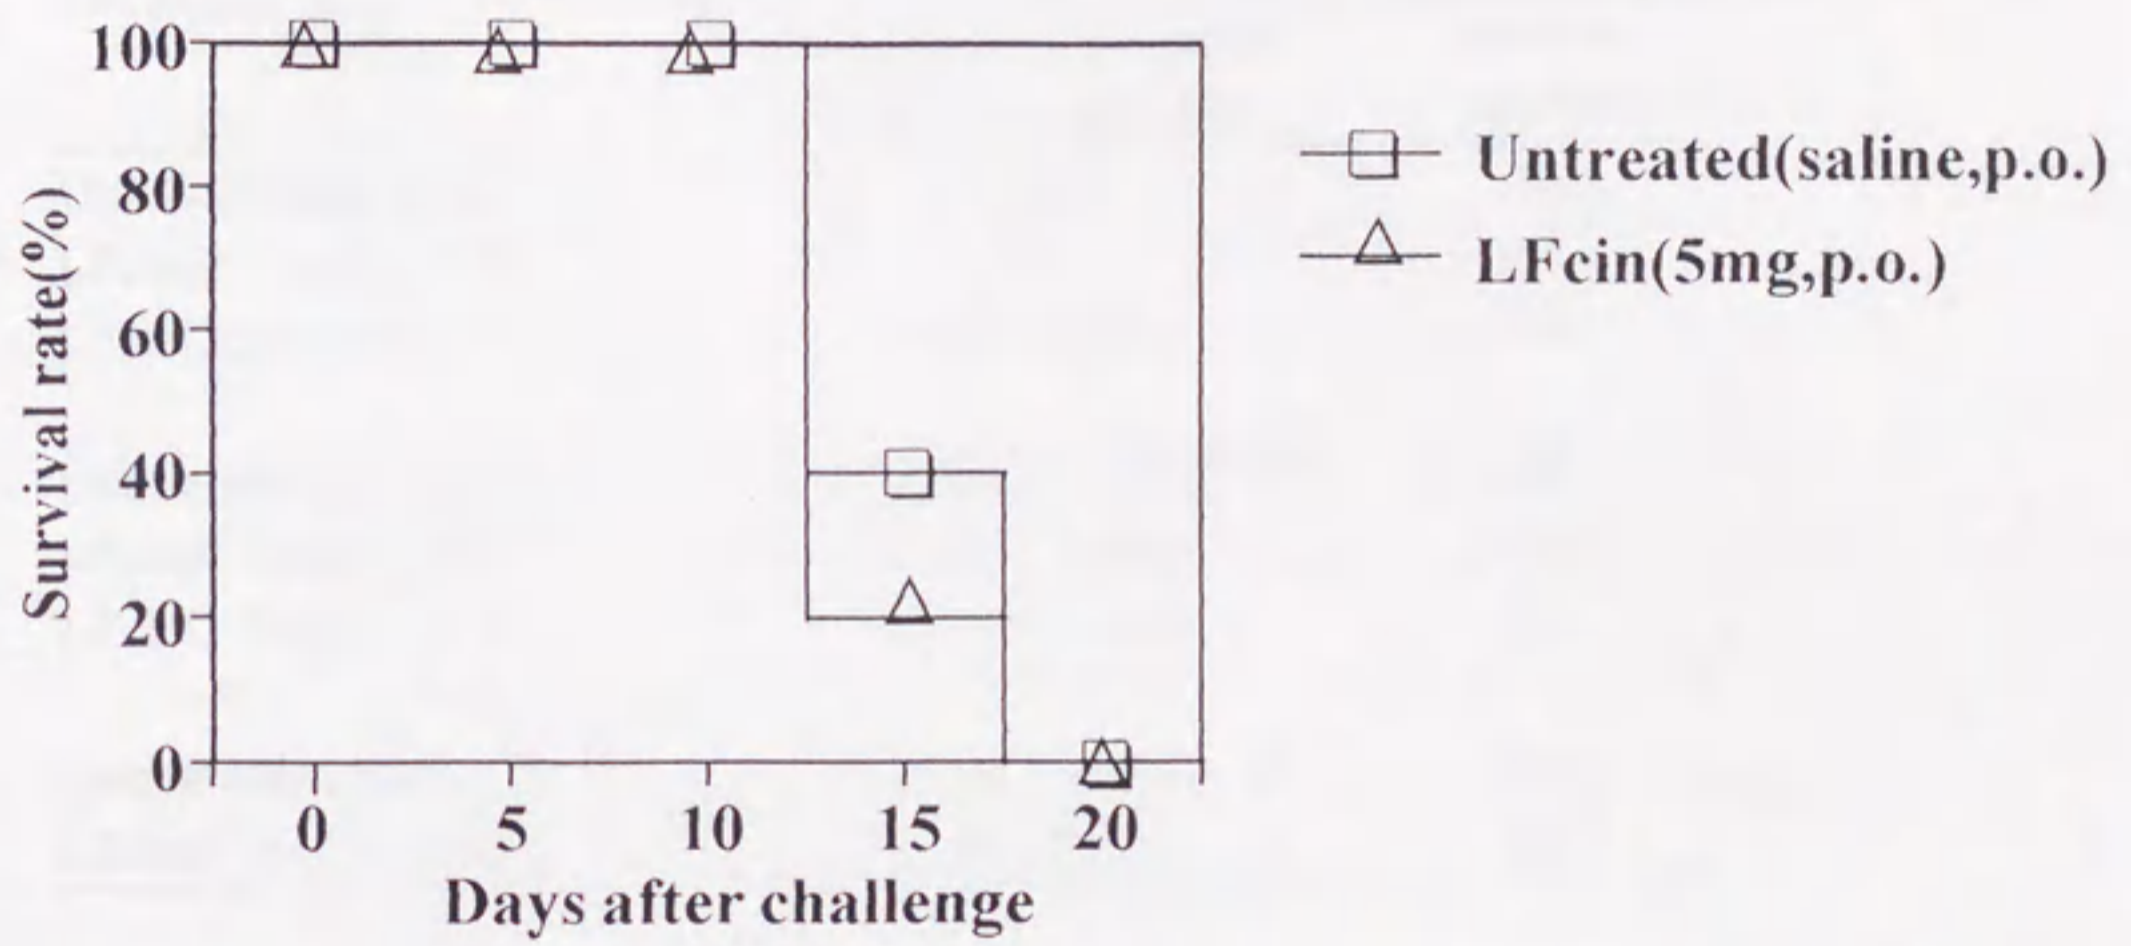 100
80
60
40
20
0
Survival rate(%)
0 5 10 15 20
Days after challenge
Untreated(saline,p.o.)
LFcin(5mg,p.o.)